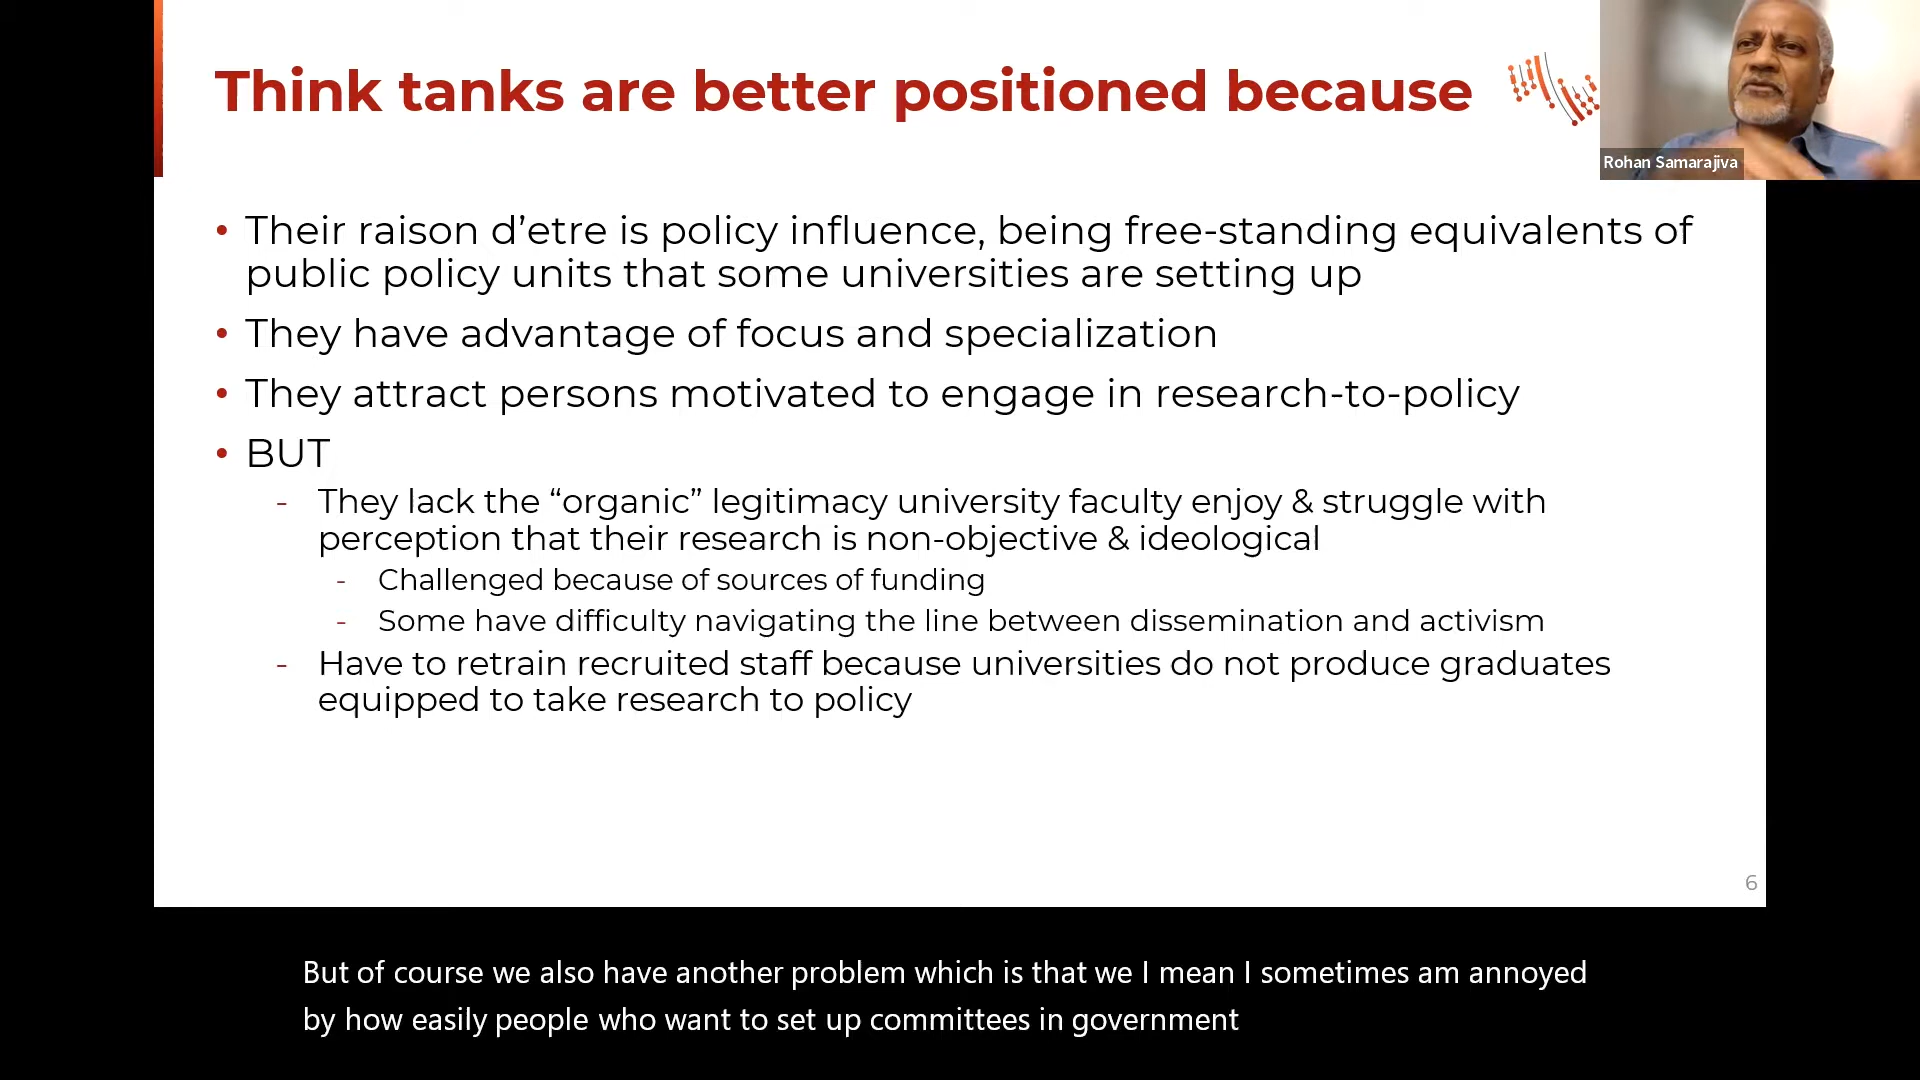 Think tanks are better positioned because
Rohan Samarajiva
• Their raison d’etre is policy influence, being free-standing equivalents of
public policy units that some universities are setting up
• They have advantage of focus and specialization
• They attract persons motivated to engage in research-to-policy
• BUT
- They lack the “organic” legitimacy university faculty enjoy & struggle with
perception that their research is non-objective & ideological
- Challenged because of sources of funding
- Some have difficulty navigating the line between dissemination and activism
- Have to retrain recruited staff because universities do not produce graduates
equipped to take research to policy
6
But of course we also have another problem which is that we I mean I sometimes am annoyed
by how easily people who want to set up committees in government